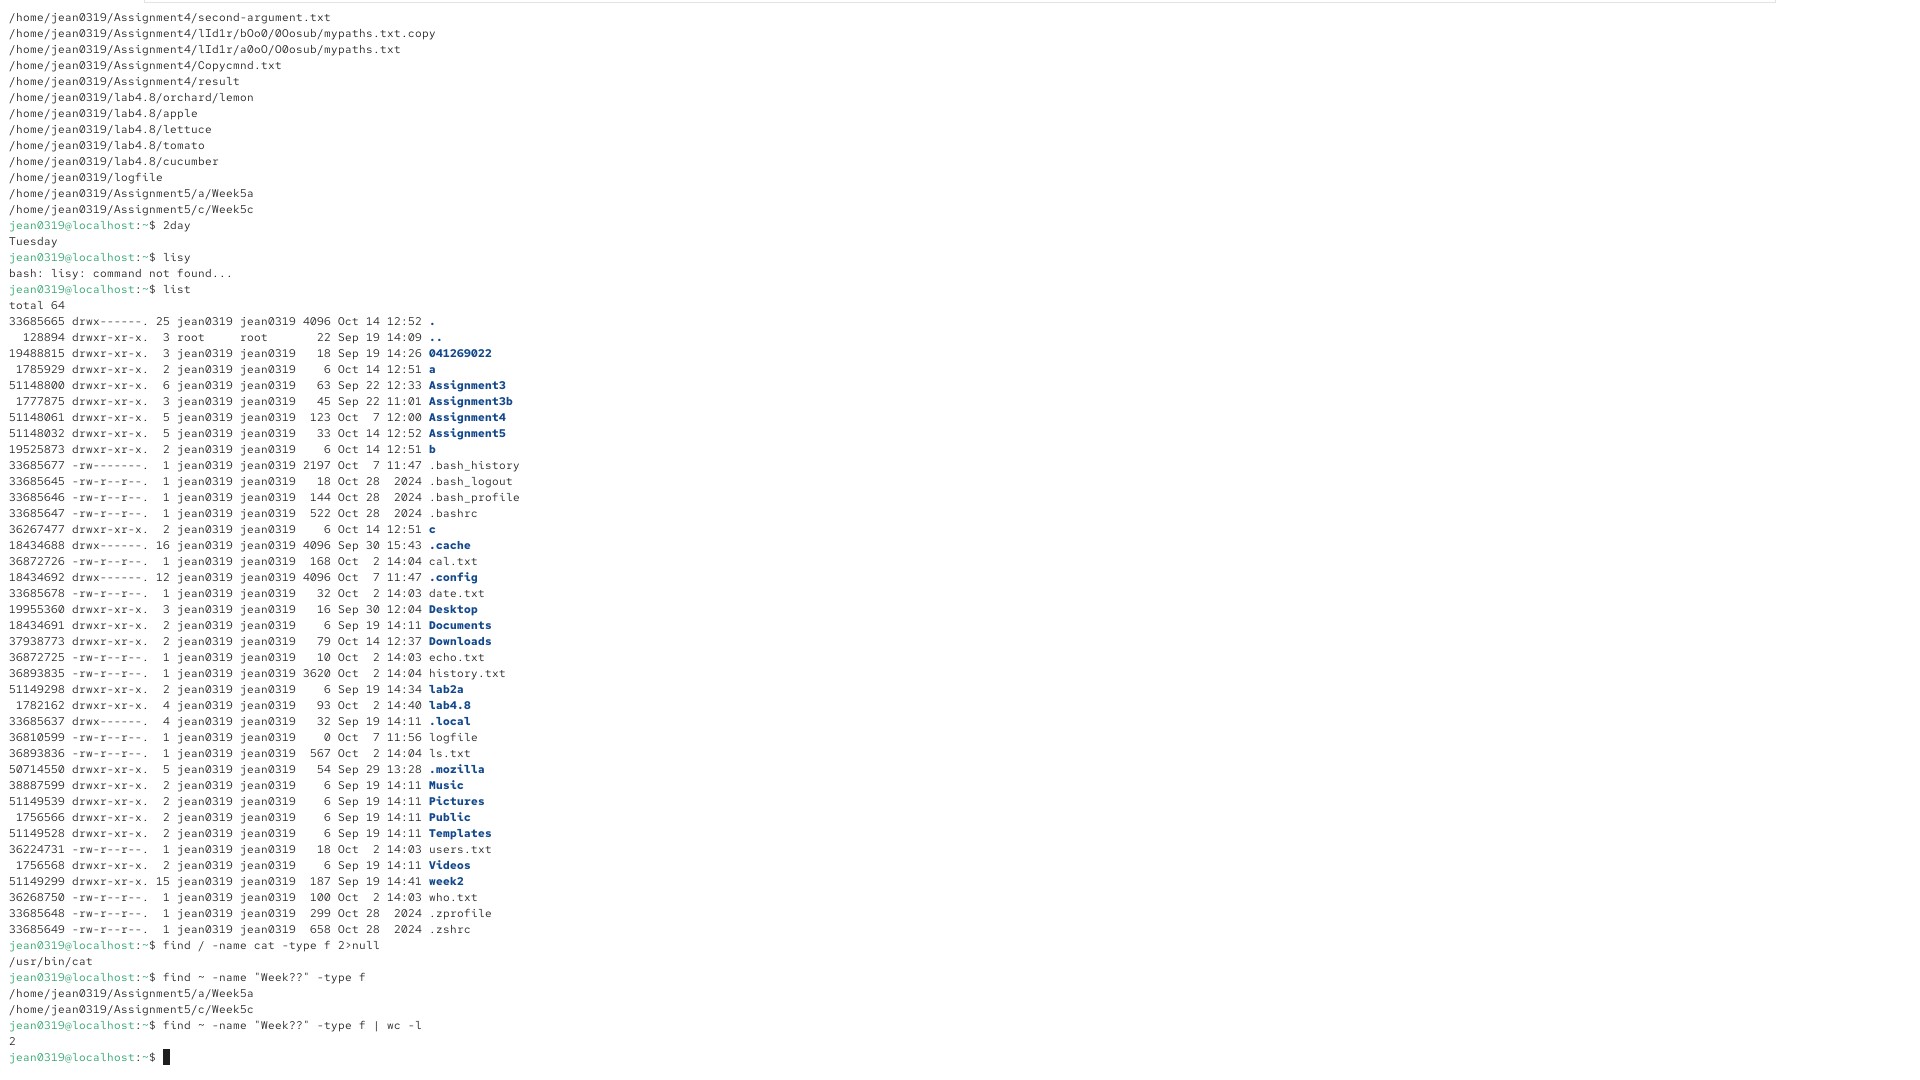 /home/jean0319/Assignment4/second-argument.txt
/home/jean0319/Assignment4/lId1r/bOo0/0Oosub/mypaths.txt.copy
/home/jean0319/Assignment4/lId1r/a0oO/O0osub/mypaths.txt
/home/jean0319/Assignment4/Copycmnd.txt
/home/jean0319/Assignment4/result
/home/jean0319/lab4.8/orchard/lemon
/home/jean0319/lab4.8/apple
/home/jean0319/lab4.8/lettuce
/home/jean0319/lab4.8/tomato
/home/jean0319/lab4.8/cucumber
/home/jean0319/logfile
/home/jean0319/Assignment5/a/Week5a
/home/jean0319/Assignment5/c/Week5c
jean0319@localhost:~$ 2day
Tuesday
jean0319@localhost:~$ lisy
bash: lisy: command not found...
jean0319@localhost:~$ list
total 64
33685665 drwx------. 25 jean0319 jean0319 4096 Oct 14 12:52 .
  128894 drwxr-xr-x.  3 root     root       22 Sep 19 14:09 ..
19488815 drwxr-xr-x.  3 jean0319 jean0319   18 Sep 19 14:26 041269022
 1785929 drwxr-xr-x.  2 jean0319 jean0319    6 Oct 14 12:51 a
51148800 drwxr-xr-x.  6 jean0319 jean0319   63 Sep 22 12:33 Assignment3
 1777875 drwxr-xr-x.  3 jean0319 jean0319   45 Sep 22 11:01 Assignment3b
51148061 drwxr-xr-x.  5 jean0319 jean0319  123 Oct  7 12:00 Assignment4
51148032 drwxr-xr-x.  5 jean0319 jean0319   33 Oct 14 12:52 Assignment5
19525873 drwxr-xr-x.  2 jean0319 jean0319    6 Oct 14 12:51 b
33685677 -rw-------.  1 jean0319 jean0319 2197 Oct  7 11:47 .bash_history
33685645 -rw-r--r--.  1 jean0319 jean0319   18 Oct 28  2024 .bash_logout
33685646 -rw-r--r--.  1 jean0319 jean0319  144 Oct 28  2024 .bash_profile
33685647 -rw-r--r--.  1 jean0319 jean0319  522 Oct 28  2024 .bashrc
36267477 drwxr-xr-x.  2 jean0319 jean0319    6 Oct 14 12:51 c
18434688 drwx------. 16 jean0319 jean0319 4096 Sep 30 15:43 .cache
36872726 -rw-r--r--.  1 jean0319 jean0319  168 Oct  2 14:04 cal.txt
18434692 drwx------. 12 jean0319 jean0319 4096 Oct  7 11:47 .config
33685678 -rw-r--r--.  1 jean0319 jean0319   32 Oct  2 14:03 date.txt
19955360 drwxr-xr-x.  3 jean0319 jean0319   16 Sep 30 12:04 Desktop
18434691 drwxr-xr-x.  2 jean0319 jean0319    6 Sep 19 14:11 Documents
37938773 drwxr-xr-x.  2 jean0319 jean0319   79 Oct 14 12:37 Downloads
36872725 -rw-r--r--.  1 jean0319 jean0319   10 Oct  2 14:03 echo.txt
36893835 -rw-r--r--.  1 jean0319 jean0319 3620 Oct  2 14:04 history.txt
51149298 drwxr-xr-x.  2 jean0319 jean0319    6 Sep 19 14:34 lab2a
 1782162 drwxr-xr-x.  4 jean0319 jean0319   93 Oct  2 14:40 lab4.8
33685637 drwx------.  4 jean0319 jean0319   32 Sep 19 14:11 .local
36810599 -rw-r--r--.  1 jean0319 jean0319    0 Oct  7 11:56 logfile
36893836 -rw-r--r--.  1 jean0319 jean0319  567 Oct  2 14:04 ls.txt
50714550 drwxr-xr-x.  5 jean0319 jean0319   54 Sep 29 13:28 .mozilla
38887599 drwxr-xr-x.  2 jean0319 jean0319    6 Sep 19 14:11 Music
51149539 drwxr-xr-x.  2 jean0319 jean0319    6 Sep 19 14:11 Pictures
 1756566 drwxr-xr-x.  2 jean0319 jean0319    6 Sep 19 14:11 Public
51149528 drwxr-xr-x.  2 jean0319 jean0319    6 Sep 19 14:11 Templates
36224731 -rw-r--r--.  1 jean0319 jean0319   18 Oct  2 14:03 users.txt
 1756568 drwxr-xr-x.  2 jean0319 jean0319    6 Sep 19 14:11 Videos
51149299 drwxr-xr-x. 15 jean0319 jean0319  187 Sep 19 14:41 week2
36268750 -rw-r--r--.  1 jean0319 jean0319  100 Oct  2 14:03 who.txt
33685648 -rw-r--r--.  1 jean0319 jean0319  299 Oct 28  2024 .zprofile
33685649 -rw-r--r--.  1 jean0319 jean0319  658 Oct 28  2024 .zshrc
jean0319@localhost:~$ find / -name cat -type f 2>null
/usr/bin/cat
jean0319@localhost:~$ find ~ -name "Week??" -type f
/home/jean0319/Assignment5/a/Week5a
/home/jean0319/Assignment5/c/Week5c
jean0319@localhost:~$ find ~ -name "Week??" -type f | wc -l
2
jean0319@localhost:~$